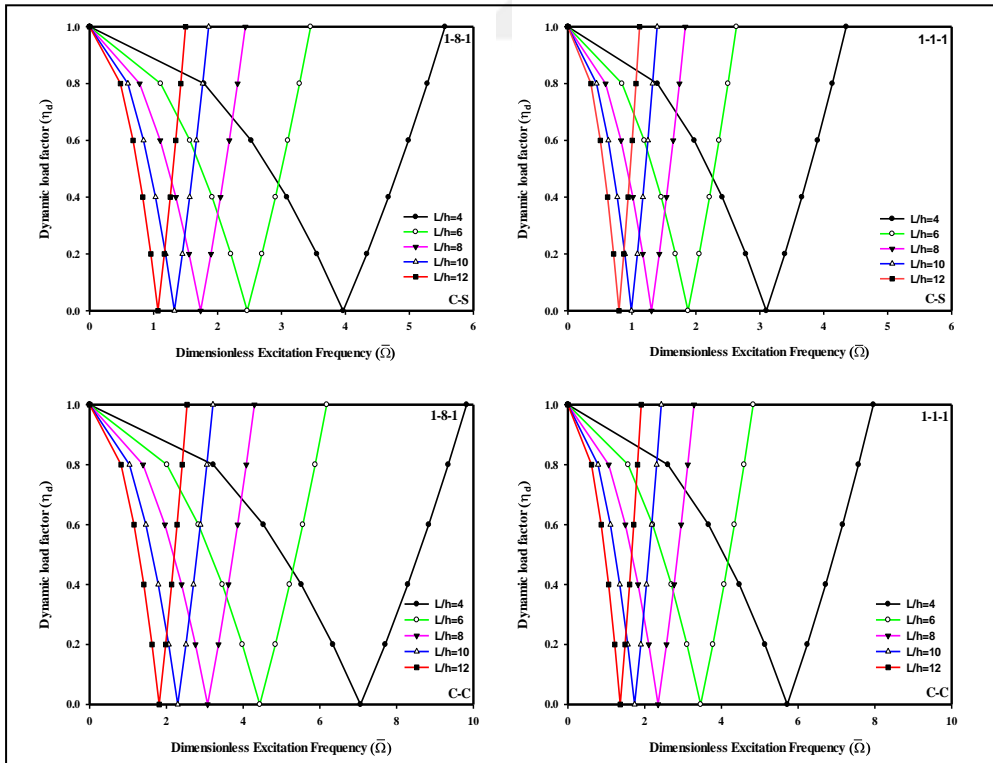 1-8-1
Dynamic load factor (ηd)
1.0
0.8
0.6
0.4
0.2
0.0
L/h=4
L/h=6
L/h=8
L/h=10
L/h=12
C-S
0 1 2 3 4 5 6
Dimensionless Excitation Frequency (Ω̅)
1-1-1
Dynamic load factor (ηd)
1.0
0.8
0.6
0.4
0.2
0.0
L/h=4
L/h=6
L/h=8
L/h=10
L/h=12
C-S
0 1 2 3 4 5 6
Dimensionless Excitation Frequency (Ω̅)
1-8-1
Dynamic load factor (ηd)
1.0
0.8
0.6
0.4
0.2
0.0
L/h=4
L/h=6
L/h=8
L/h=10
L/h=12
C-C
0 2 4 6 8 10
Dimensionless Excitation Frequency (Ω̅)
1-1-1
Dynamic load factor (ηd)
1.0
0.8
0.6
0.4
0.2
0.0
L/h=4
L/h=6
L/h=8
L/h=10
L/h=12
C-C
0 2 4 6 8 10
Dimensionless Excitation Frequency (Ω̅)